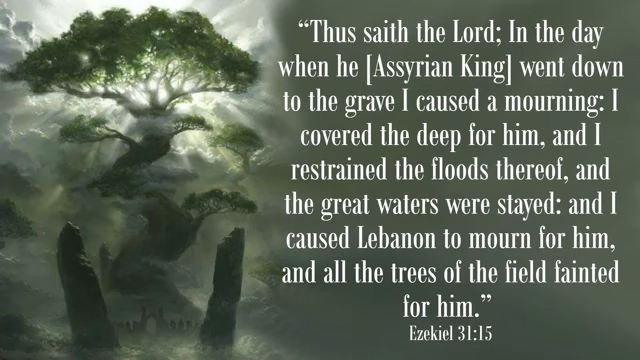 “Thus saith the Lord; In the day
when he [Assyrian King] went down
to the grave I caused a mourning: I
covered the deep for him, and I
restrained the floods thereof, and
the great waters were stayed: and I
caused Lebanon to mourn for him,
and all the trees of the field fainted
for him.”
Ezekiel 31:15